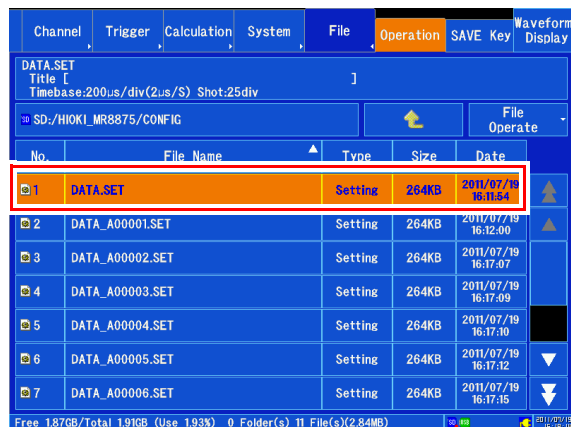 Channel Trigger Calculation System File Operation SAVE Key Waveform Display
DATA.SET
Title [ ]
Timebase:200μs/div(2μs/S) Shot:25div
SD SD:/HIOKI_MR8875/CONFIG File Operate
No. File Name Type Size Date
1 DATA.SET Setting 264KB 2011/07/19 16:11:54
2 DATA_A00001.SET Setting 264KB 2011/07/19 16:12:00
3 DATA_A00002.SET Setting 264KB 2011/07/19 16:17:07
4 DATA_A00003.SET Setting 264KB 2011/07/19 16:17:09
5 DATA_A00004.SET Setting 264KB 2011/07/19 16:17:10
6 DATA_A00005.SET Setting 264KB 2011/07/19 16:17:12
7 DATA_A00006.SET Setting 264KB 2011/07/19 16:17:15
Free 1.87GB/Total 1.91GB (Use 1.93%) 0 Folder(s) 11 File(s)(2.84MB) SD